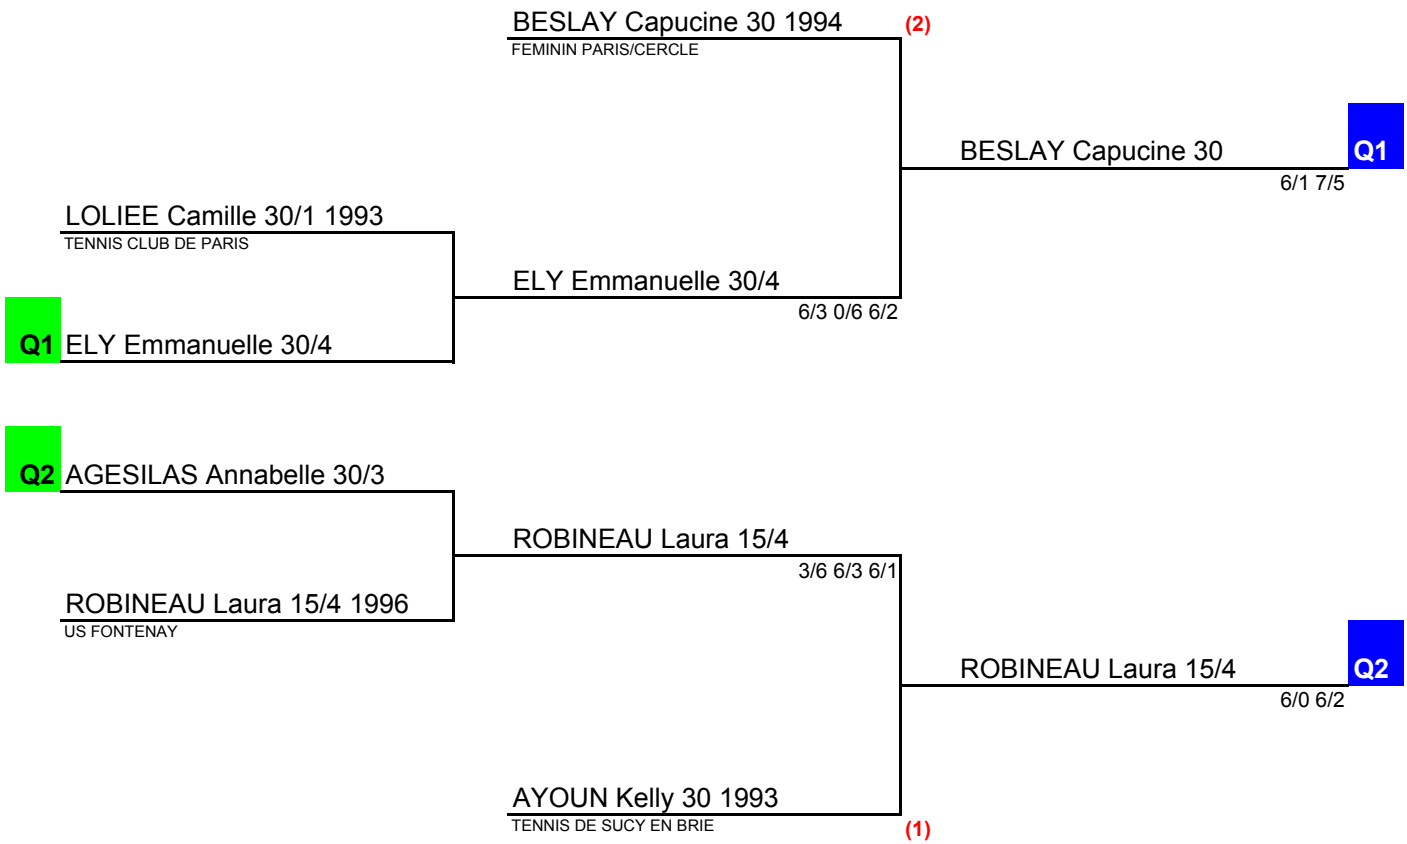 BESLAY Capucine 30 1994
(2)
FEMININ PARIS/CERCLE
BESLAY Capucine 30
Q1
6/1 7/5
LOLIEE Camille 30/1 1993
TENNIS CLUB DE PARIS
ELY Emmanuelle 30/4
6/3 0/6 6/2
Q1 ELY Emmanuelle 30/4
Q2 AGESILAS Annabelle 30/3
ROBINEAU Laura 15/4
3/6 6/3 6/1
ROBINEAU Laura 15/4 1996
US FONTENAY
ROBINEAU Laura 15/4
Q2
6/0 6/2
AYOUN Kelly 30 1993
TENNIS DE SUCY EN BRIE
(1)